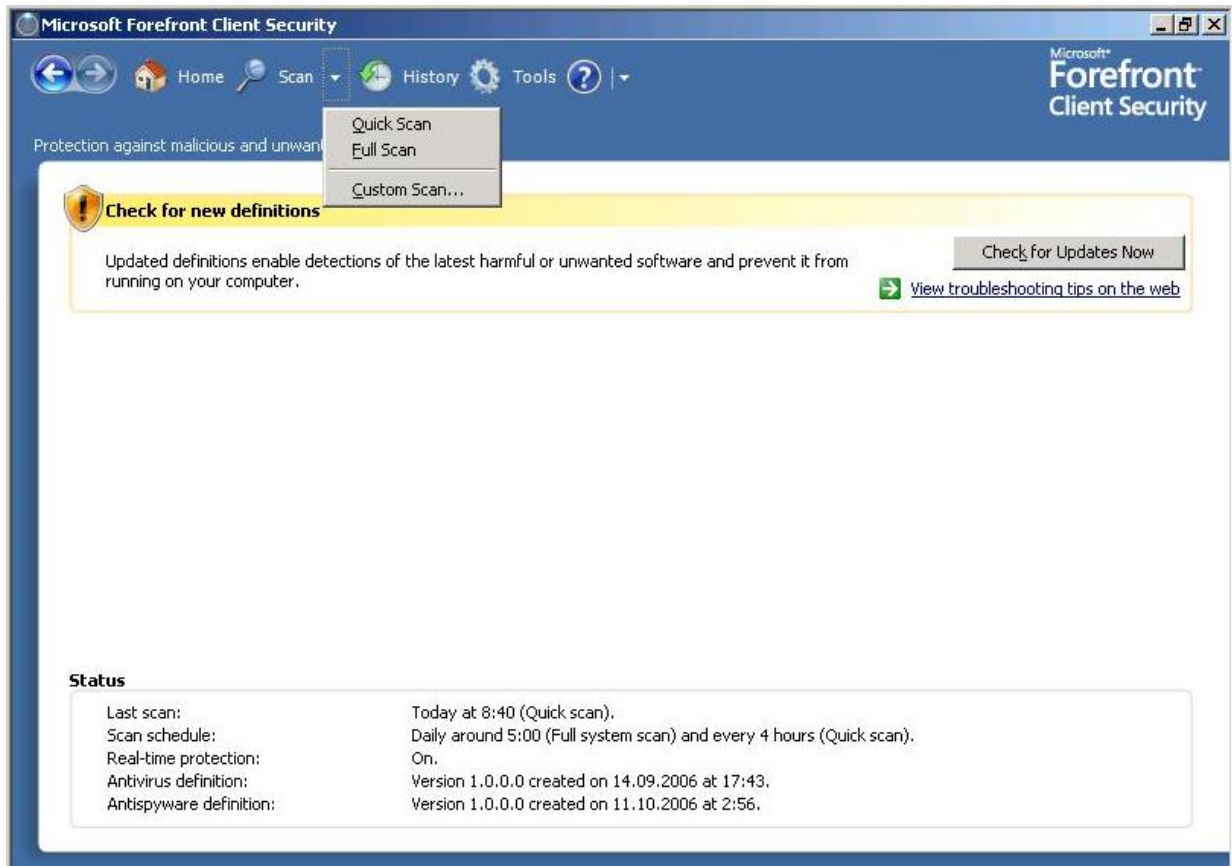 Microsoft Forefront Client Security
Home Scan History Tools ? |
Microsoft®
Forefront
Client Security
Quick Scan
Full Scan
Custom Scan...
Protection against malicious and
Check for new definitions
Updated definitions enable detections of the latest harmful or unwanted software and prevent it from
running on your computer.
Check for Updates Now
View troubleshooting tips on the web
Status
Last scan: Today at 8:40 (Quick scan).
Scan schedule: Daily around 5:00 (Full system scan) and every 4 hours (Quick scan).
Real-time protection: On.
Antivirus definition: Version 1.0.0.0 created on 14.09.2006 at 17:43.
Antispyware definition: Version 1.0.0.0 created on 11.10.2006 at 2:56.